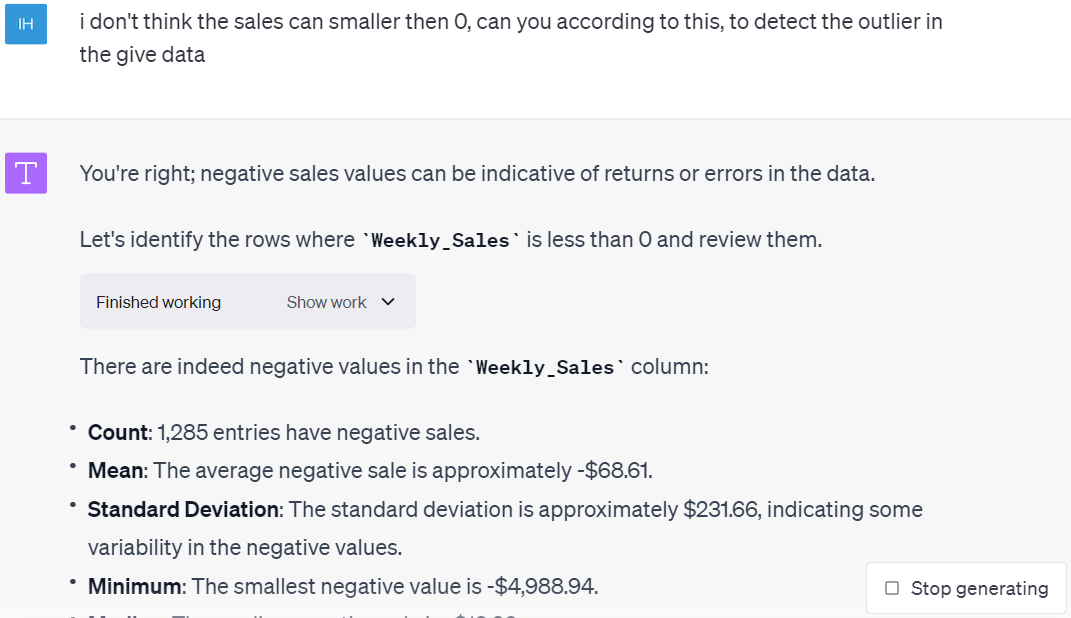 IH
i don't think the sales can smaller then 0, can you according to this, to detect the outlier in
the give data
T
You're right; negative sales values can be indicative of returns or errors in the data.
Let's identify the rows where `Weekly_Sales` is less than 0 and review them.
Finished working Show work
There are indeed negative values in the `Weekly_Sales` column:
• Count: 1,285 entries have negative sales.
• Mean: The average negative sale is approximately -$68.61.
• Standard Deviation: The standard deviation is approximately $231.66, indicating some
variability in the negative values.
• Minimum: The smallest negative value is -$4,988.94.
Stop generating